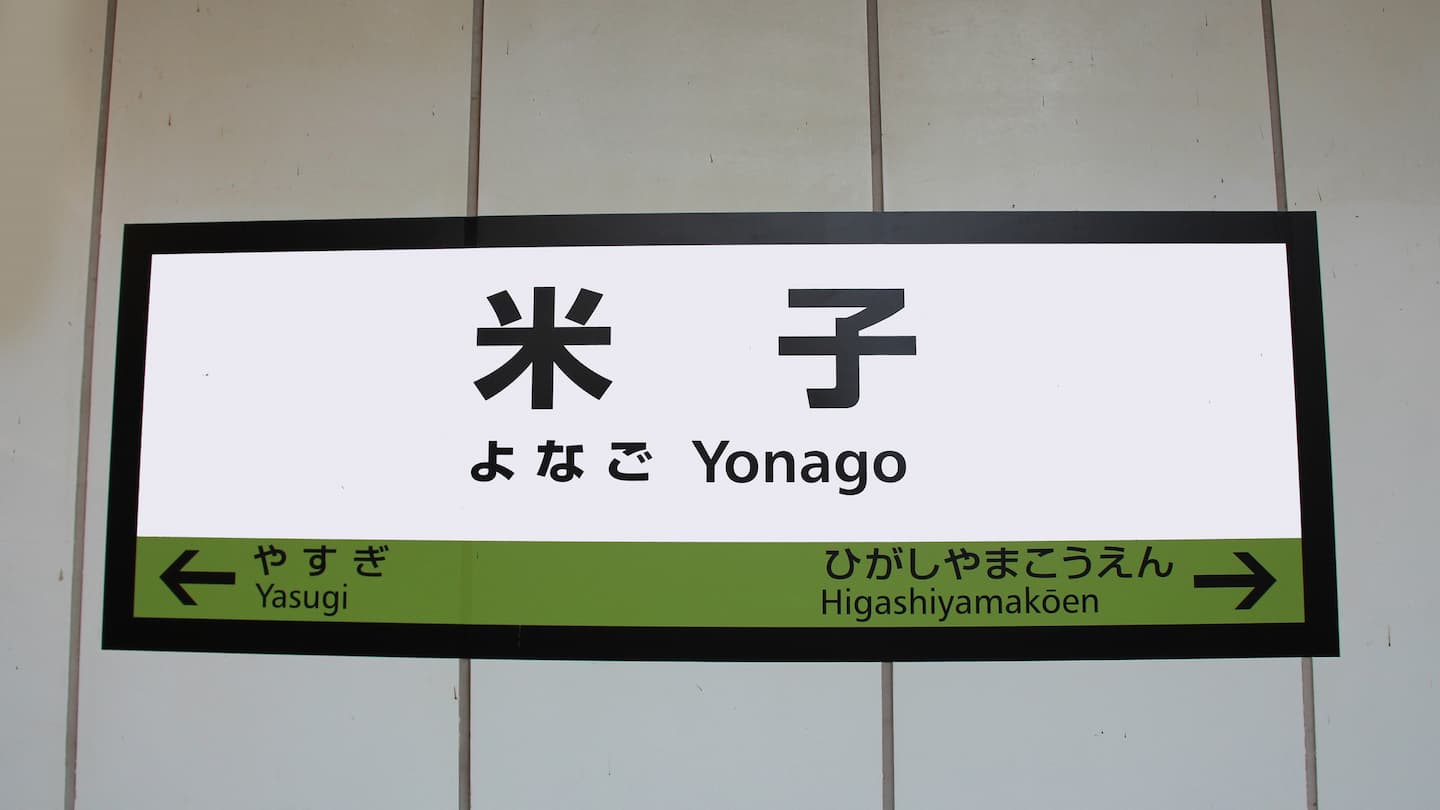 米子
よなご Yonago
やすぎ
Yasugi
ひがしやまこうえん
Higashiyamakōen